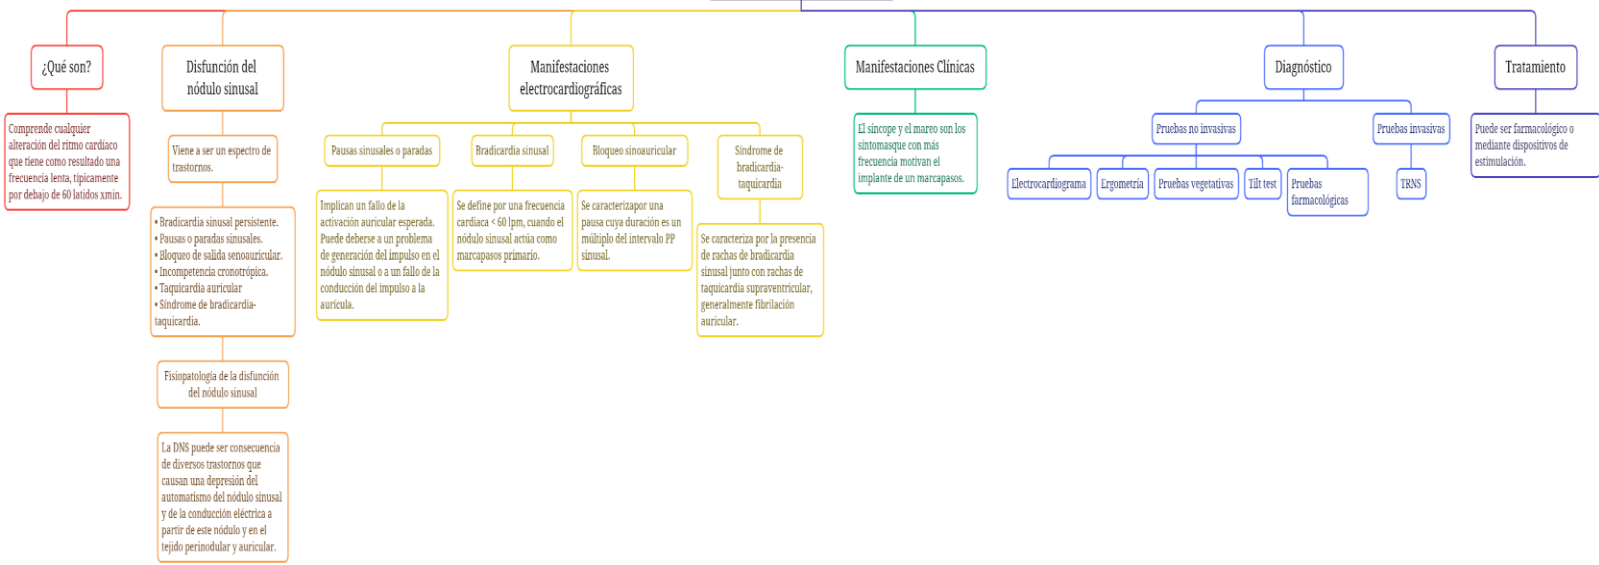 ¿Qué son?
Comprende cualquier
alteración del ritmo cardíaco
que tiene como resultado una
frecuencia lenta, típicamente
por debajo de 60 latidos xmin.
Disfunción del
nódulo sinusal
Viene a ser un espectro de
trastornos.
• Bradicardia sinusal persistente.
• Pausas o paradas sinusales.
• Bloqueo de salida senoauricular.
• Incompetencia cronotrópica.
• Taquicardia auricular
• Síndrome de bradicardia-
taquicardia.
Fisiopatología de la disfunción
del nódulo sinusal
La DNS puede ser consecuencia
de diversos trastornos que
causan una depresión del
automatismo del nódulo sinusal
y de la conducción eléctrica a
partir de este nódulo y en el
tejido perinodular y auricular.
Manifestaciones
electrocardiográficas
Pausas sinusales o paradas
Implican un fallo de la
activación auricular esperada.
Puede deberse a un problema
de generación del impulso en el
nódulo sinusal o a un fallo de la
conducción del impulso a la
aurícula.
Bradicardia sinusal
Se define por una frecuencia
cardiaca < 60 lpm, cuando el
nódulo sinusal actúa como
marcapasos primario.
Bloqueo sinoauricular
Se caracterizapor una
pausa cuya duración es un
múltiplo del intervalo PP
sinusal.
Síndrome de
bradicardia-
taquicardia
Se caracteriza por la presencia
de rachas de bradicardia
sinusal junto con rachas de
taquicardia supraventricular,
generalmente fibrilación
auricular.
Manifestaciones Clínicas
El síncope y el mareo son los
síntomasque con más
frecuencia motivan el
implante de un marcapasos.
Diagnóstico
Pruebas no invasivas
Electrocardiograma
Ergometría
Pruebas vegetativas
Tilt test
Pruebas
farmacológicas
Pruebas invasivas
TRNS
Tratamiento
Puede ser farmacológico o
mediante dispositivos de
estimulación.